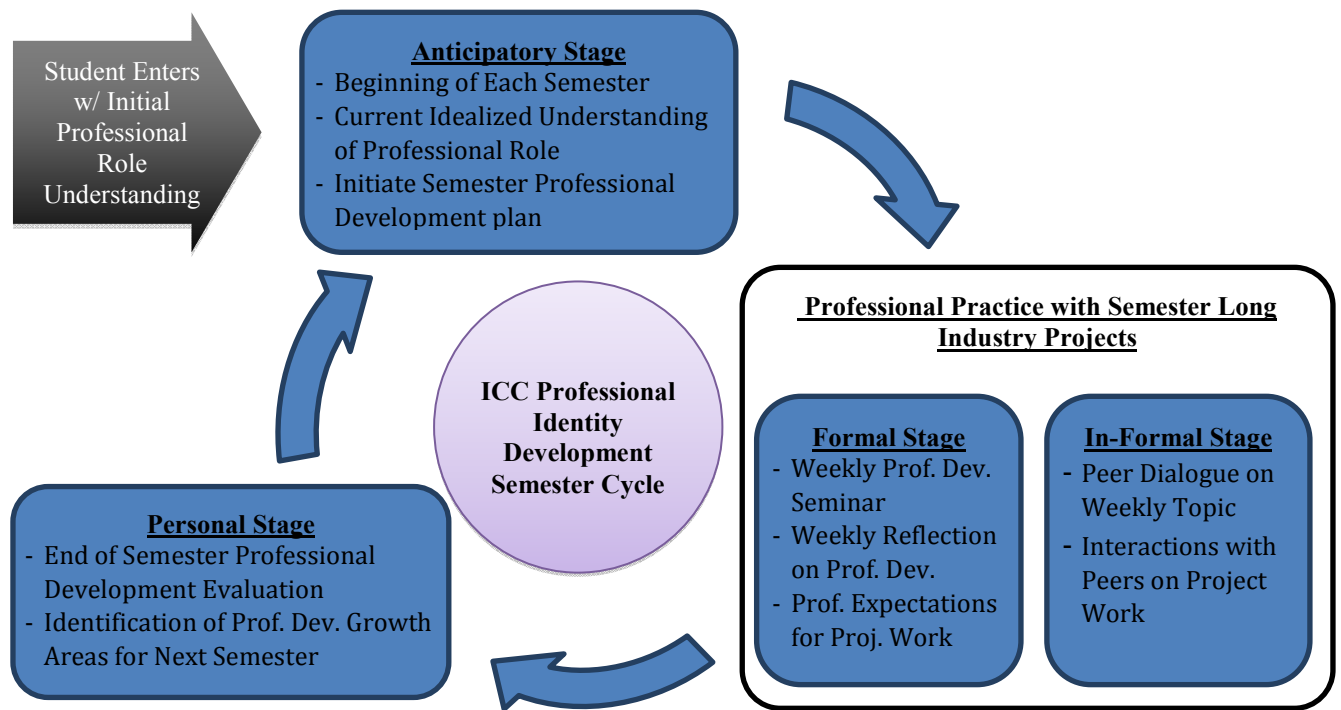 Student Enters
w/ Initial
Professional
Role
Understanding
Anticipatory Stage
- Beginning of Each Semester
- Current Idealized Understanding
of Professional Role
- Initiate Semester Professional
Development plan
Professional Practice with Semester Long
Industry Projects
Formal Stage
- Weekly Prof. Dev.
Seminar
- Weekly Reflection
on Prof. Dev.
- Prof. Expectations
for Proj. Work
In-Formal Stage
- Peer Dialogue on
Weekly Topic
- Interactions with
Peers on Project
Work
ICC Professional
Identity
Development
Semester Cycle
Personal Stage
- End of Semester Professional
Development Evaluation
- Identification of Prof. Dev. Growth
Areas for Next Semester